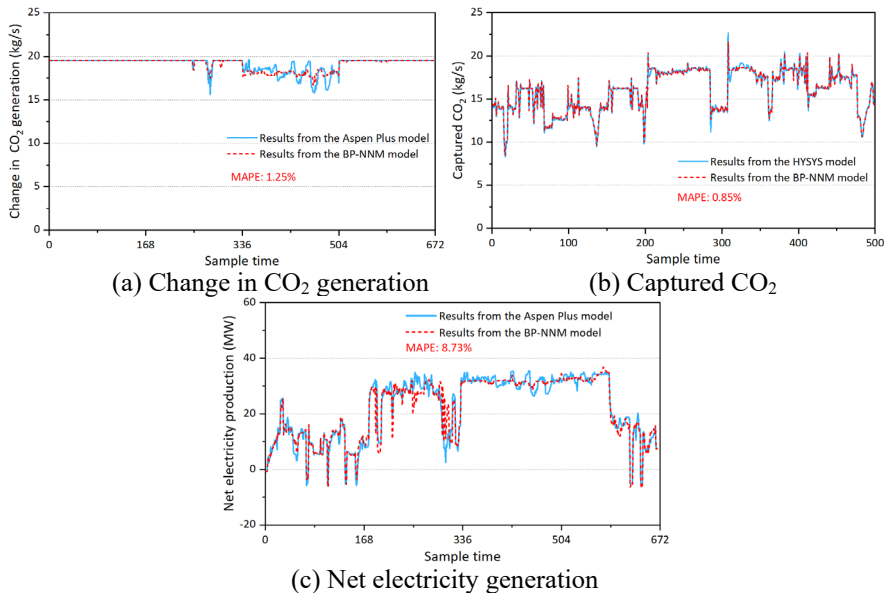 25
20
15
10
5
0
Change in CO₂ generation (kg/s)
Results from the Aspen Plus model
Results from the BP-NNM model
MAPE: 1.25%
0 168 336 504 672
Sample time
(a) Change in CO₂ generation
25
20
15
10
5
0
Captured CO₂ (kg/s)
Results from the HYSYS model
Results from the BP-NNM model
MAPE: 0.85%
0 100 200 300 400 500
Sample time
(b) Captured CO₂
60
40
20
0
-20
Net electricity production (MW)
Results from the Aspen Plus model
Results from the BP-NNM model
MAPE: 8.73%
0 168 336 504 672
Sample time
(c) Net electricity generation